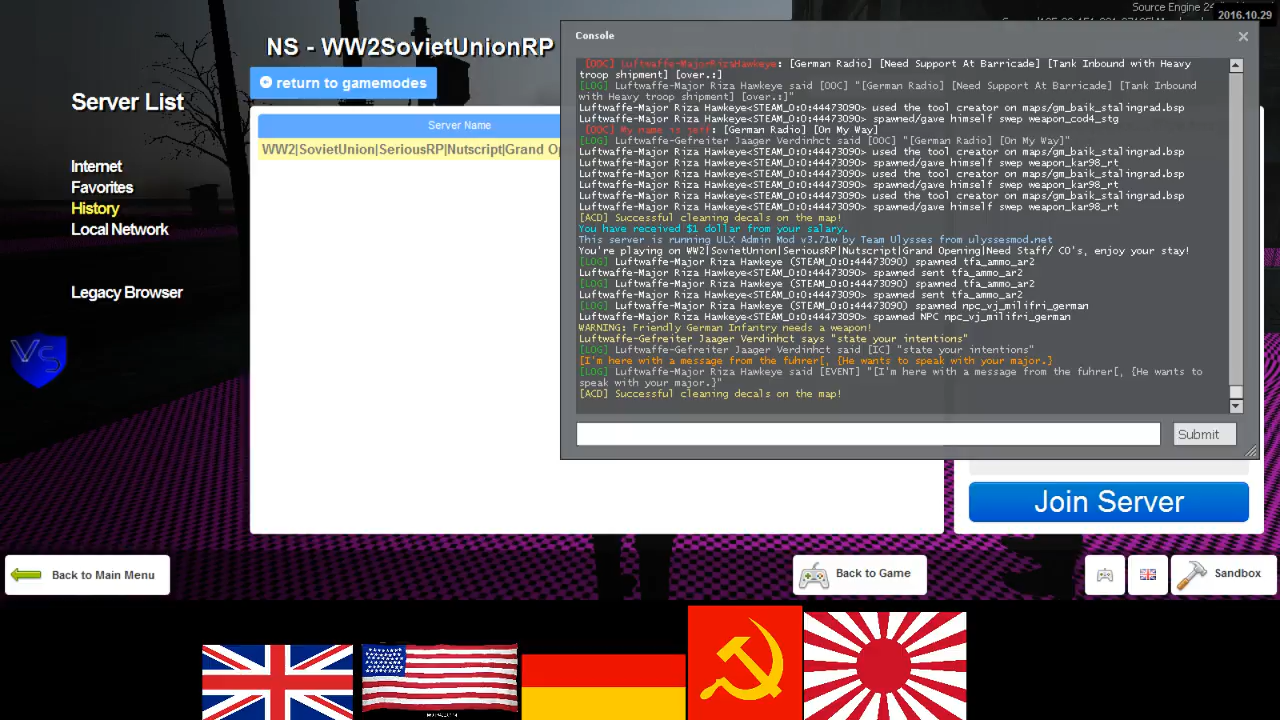 Source Engine 24
2016.10.29
Console
NS - WW2SovietUnionRP
return to gamemodes
Server List
Server Name
WW2|SovietUnion|SeriousRP|Nutscript|Grand Op
Internet
Favorites
History
Local Network
Legacy Browser
VS
[OOC] Luftwaffe-MajorRizaHawkeye: [German Radio] [Need Support At Barricade] [Tank Inbound with Heavy
troop shipment] [over.:]
[LOG] Luftwaffe-Major Riza Hawkeye said [OOC] "[German Radio] [Need Support At Barricade] [Tank Inbound
with Heavy troop shipment] [over.:]"
Luftwaffe-Major Riza Hawkeye<STEAM_0:0:44473090> used the tool creator on maps/gm_baik_stalingrad.bsp
Luftwaffe-Major Riza Hawkeye<STEAM_0:0:44473090> spawned/gave himself swep weapon_cod4_stg
[OOC] My name is jeff: [German Radio] [On My Way]
[LOG] Luftwaffe-Gefreiter Jaager Verdinhct said [OOC] "[German Radio] [On My Way]"
Luftwaffe-Major Riza Hawkeye<STEAM_0:0:44473090> used the tool creator on maps/gm_baik_stalingrad.bsp
Luftwaffe-Major Riza Hawkeye<STEAM_0:0:44473090> spawned/gave himself swep weapon_kar98_rt
Luftwaffe-Major Riza Hawkeye<STEAM_0:0:44473090> used the tool creator on maps/gm_baik_stalingrad.bsp
Luftwaffe-Major Riza Hawkeye<STEAM_0:0:44473090> spawned/gave himself swep weapon_kar98_rt
Luftwaffe-Major Riza Hawkeye<STEAM_0:0:44473090> used the tool creator on maps/gm_baik_stalingrad.bsp
Luftwaffe-Major Riza Hawkeye<STEAM_0:0:44473090> spawned/gave himself swep weapon_kar98_rt
[ACD] Successful cleaning decals on the map!
You have received $1 dollar from your salary.
This server is running ULX Admin Mod v3.71w by Team Ulysses from ulyssesmod.net
You're playing on WW2|SovietUnion|SeriousRP|Nutscript|Grand Opening|Need Staff/ CO's, enjoy your stay!
[LOG] Luftwaffe-Major Riza Hawkeye (STEAM_0:0:44473090) spawned tfa_ammo_ar2
Luftwaffe-Major Riza Hawkeye<STEAM_0:0:44473090> spawned sent tfa_ammo_ar2
[LOG] Luftwaffe-Major Riza Hawkeye (STEAM_0:0:44473090) spawned tfa_ammo_ar2
Luftwaffe-Major Riza Hawkeye<STEAM_0:0:44473090> spawned sent tfa_ammo_ar2
[LOG] Luftwaffe-Major Riza Hawkeye (STEAM_0:0:44473090) spawned npc_vj_milifri_german
Luftwaffe-Major Riza Hawkeye<STEAM_0:0:44473090> spawned NPC npc_vj_milifri_german
WARNING: Friendly German Infantry needs a weapon!
Luftwaffe-Gefreiter Jaager Verdinhct says "state your intentions"
[LOG] Luftwaffe-Gefreiter Jaager Verdinhct said [IC] "state your intentions"
[I'm here with a message from the fuhrer[, {He wants to speak with your major.}
[LOG] Luftwaffe-Major Riza Hawkeye said [EVENT] "[I'm here with a message from the fuhrer[, {He wants to
speak with your major.}"
[ACD] Successful cleaning decals on the map!
Submit
Join Server
Back to Main Menu
Back to Game
Sandbox